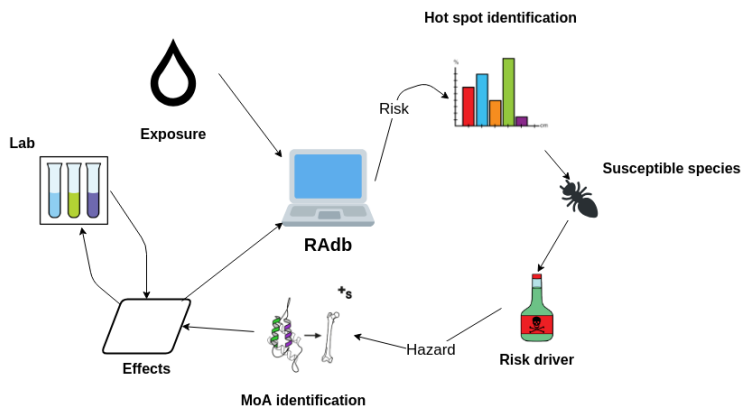 Hot spot identification
%
Risk
Exposure
Lab
Susceptible species
RAdb
+s
Hazard
Risk driver
Effects
MoA identification